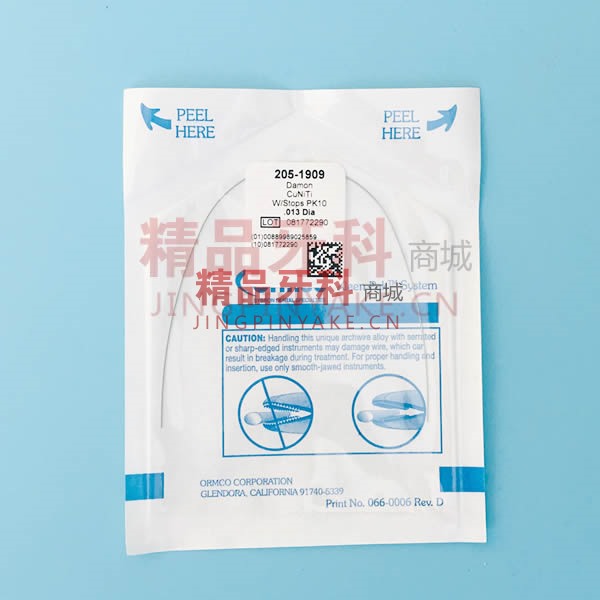 PEEL
HERE
PEEL
HERE
205-1909
Damon
CuNiTi
W/Stops PK10
.013 Dia
LOT 081772290
(01)00889989025859
(10)081772290
精品牙科 商城
JINGPINYAKE.CN
System
精品牙科 商城
JINGPINYAKE.CN
CAUTION: Handling this unique archwire alloy with serrated
or sharp-edged instruments may damage wire, which can
result in breakage during treatment. For proper handling and
insertion, use only smooth-jawed instruments.
ORMCO CORPORATION
GLENDORA, CALIFORNIA 91740-5339
Print No. 066-0006 Rev. D